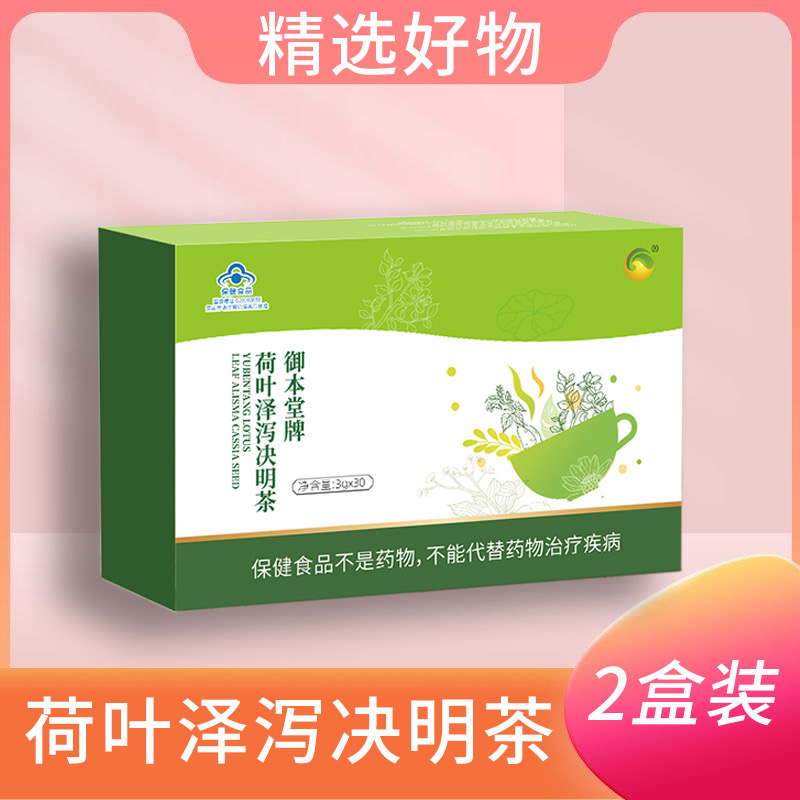 精选好物
保健食品
御本堂牌
荷叶泽泻决明茶
YUBENTANG LOTUS
LEAF ALISMA CASSIA SEED
净含量:3gx30
保健食品不是药物,不能代替药物治疗疾病
荷叶泽泻决明茶
2盒装